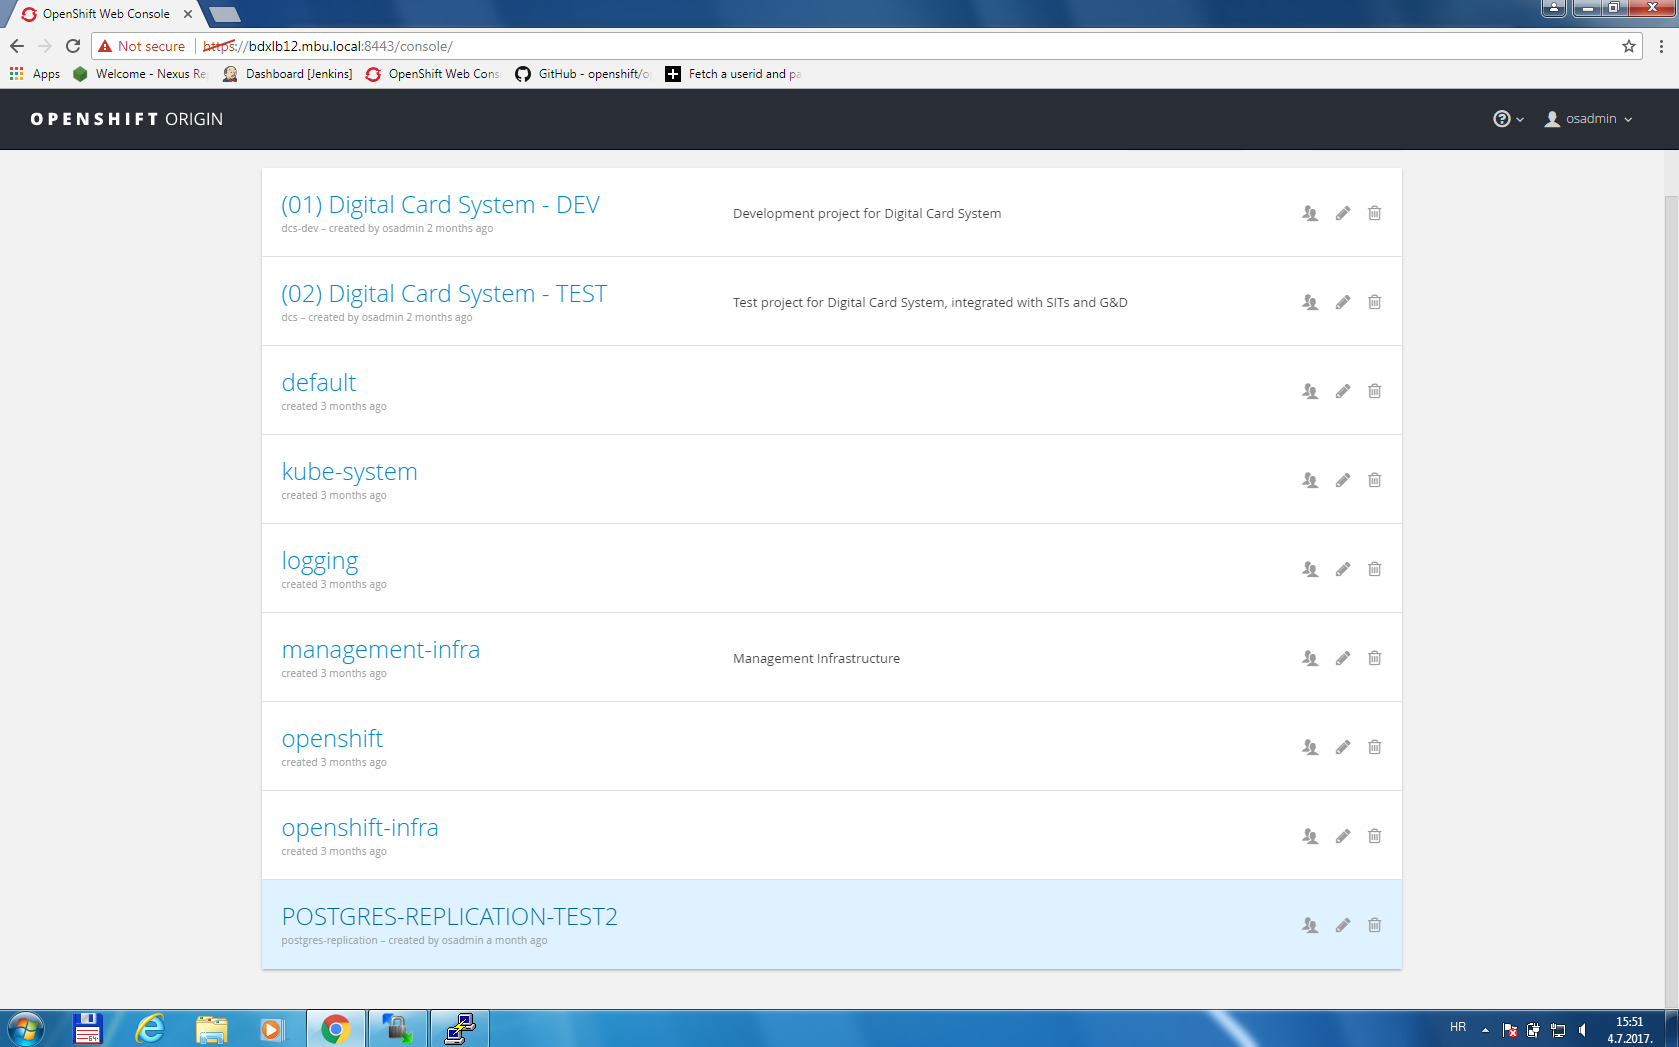 OpenShift Web Console
Not secure https://bdxlb12.mbu.local:8443/console/
Apps Welcome - Nexus Re Dashboard [Jenkins] OpenShift Web Cons GitHub - openshift/o Fetch a userid and pa
OPENSHIFT ORIGIN osadmin
(01) Digital Card System - DEV
Development project for Digital Card System
dcs-dev – created by osadmin 2 months ago
(02) Digital Card System - TEST
Test project for Digital Card System, integrated with SITs and G&D
dcs – created by osadmin 2 months ago
default
created 3 months ago
kube-system
created 3 months ago
logging
created 3 months ago
management-infra
Management Infrastructure
created 3 months ago
openshift
created 3 months ago
openshift-infra
created 3 months ago
POSTGRES-REPLICATION-TEST2
postgres-replication – created by osadmin a month ago
64
HR
15:51
4.7.2017.